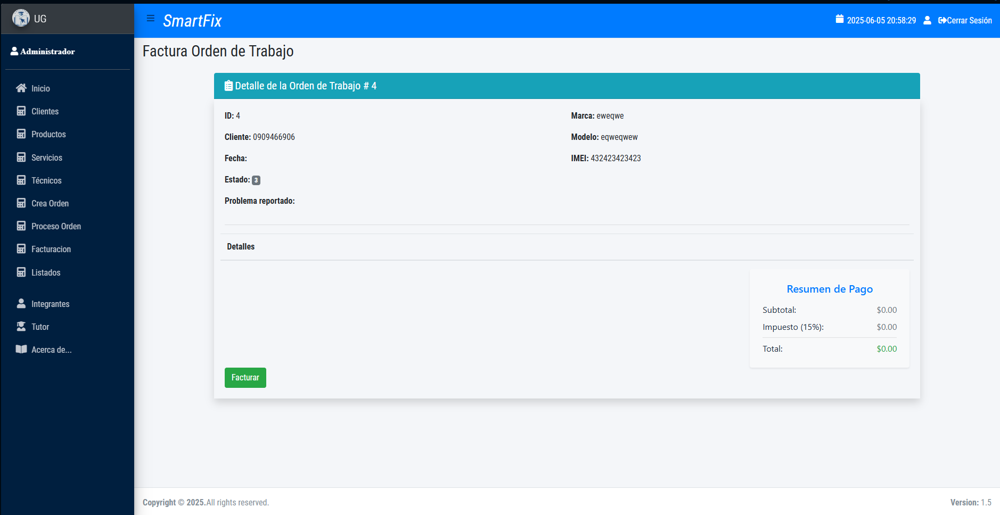 UG
SmartFix
2025-06-05 20:58:29
Cerrar Sesión
Administrador
Inicio
Clientes
Productos
Servicios
Técnicos
Crea Orden
Proceso Orden
Facturacion
Listados
Integrantes
Tutor
Acerca de...
Factura Orden de Trabajo
Detalle de la Orden de Trabajo # 4
ID: 4
Cliente: 0909466906
Fecha:
Estado: 3
Problema reportado:
Marca: eweqwe
Modelo: eqweqwew
IMEI: 432423423423
Detalles
Resumen de Pago
Subtotal: $0.00
Impuesto (15%): $0.00
Total: $0.00
Facturar
Copyright © 2025.All rights reserved.
Version: 1.5